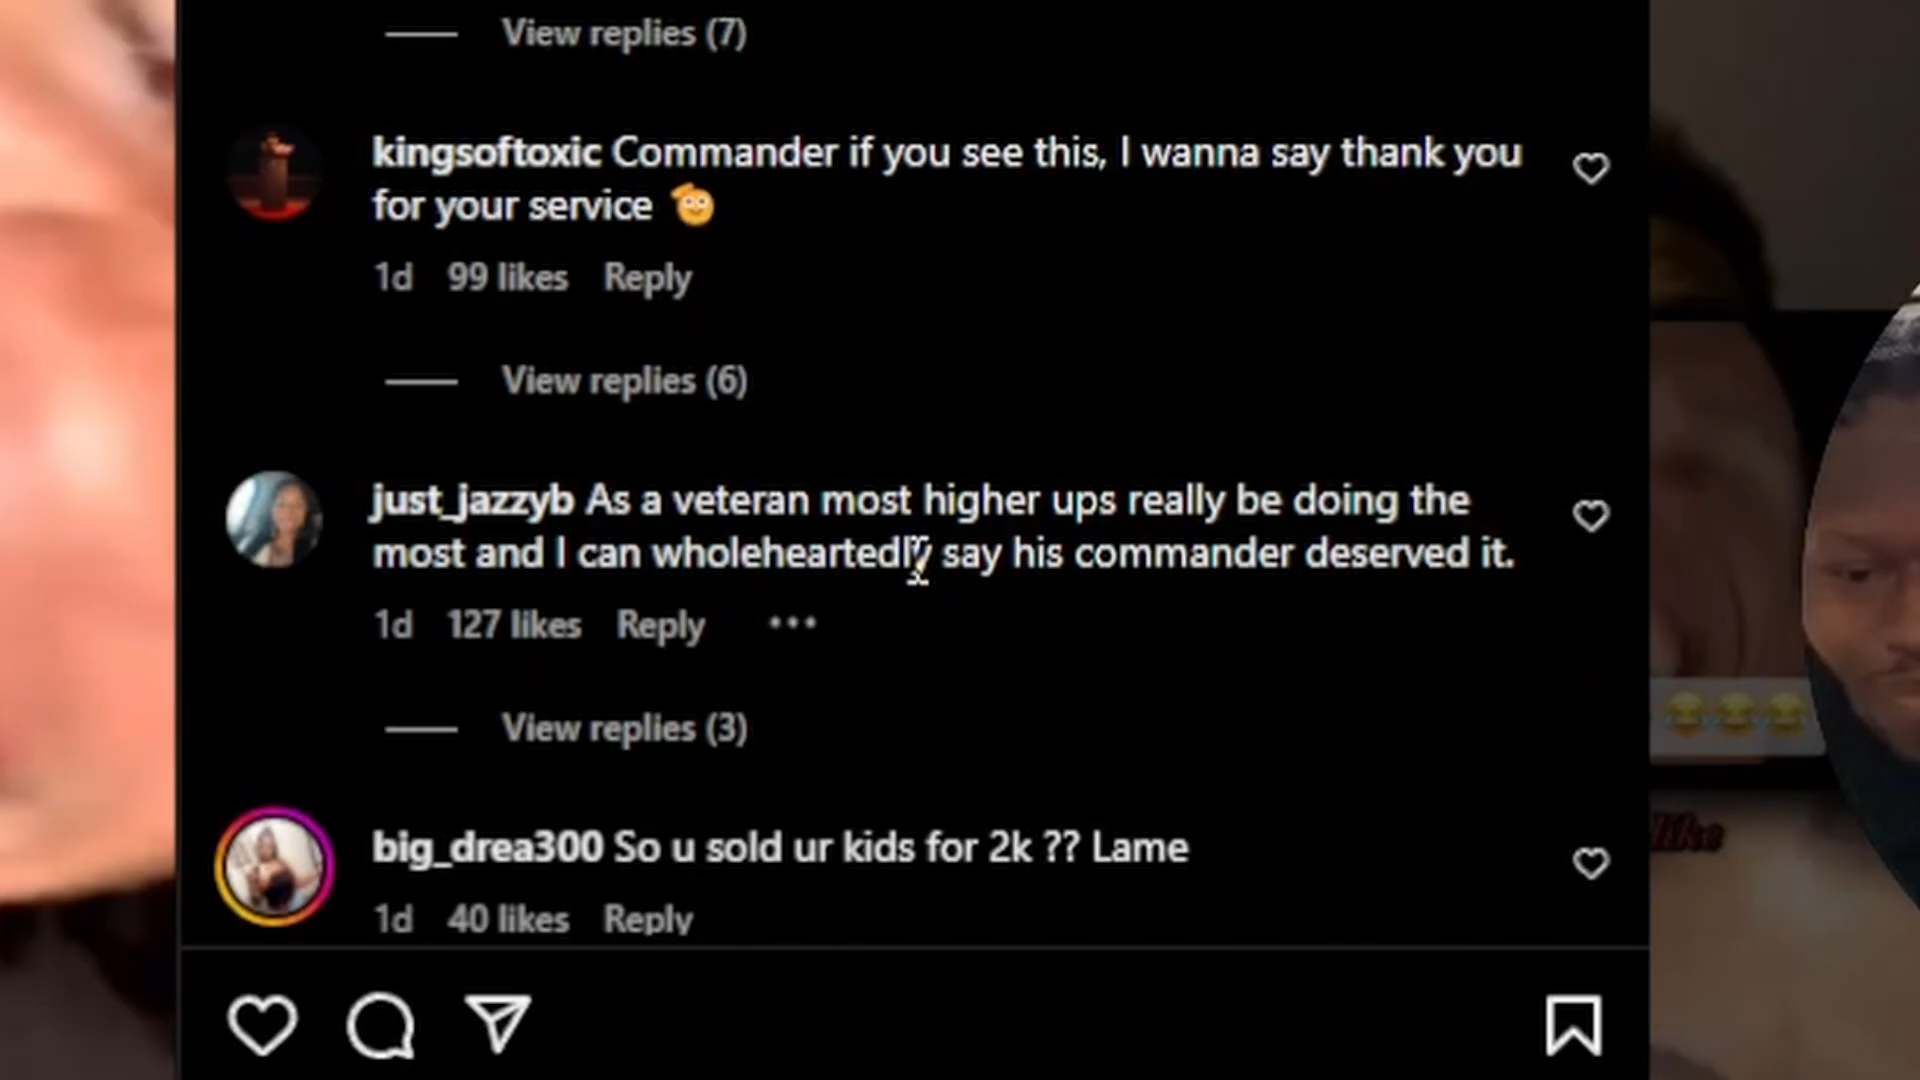 View replies (7)
kingsoftoxic Commander if you see this, I wanna say thank you
for your service 🫡
1d 99 likes Reply
View replies (6)
just_jazzyb As a veteran most higher ups really be doing the
most and I can wholeheartedly say his commander deserved it.
1d 127 likes Reply •••
View replies (3)
big_drea300 So u sold ur kids for 2k ?? Lame
1d 40 likes Reply
😂😂😂
like